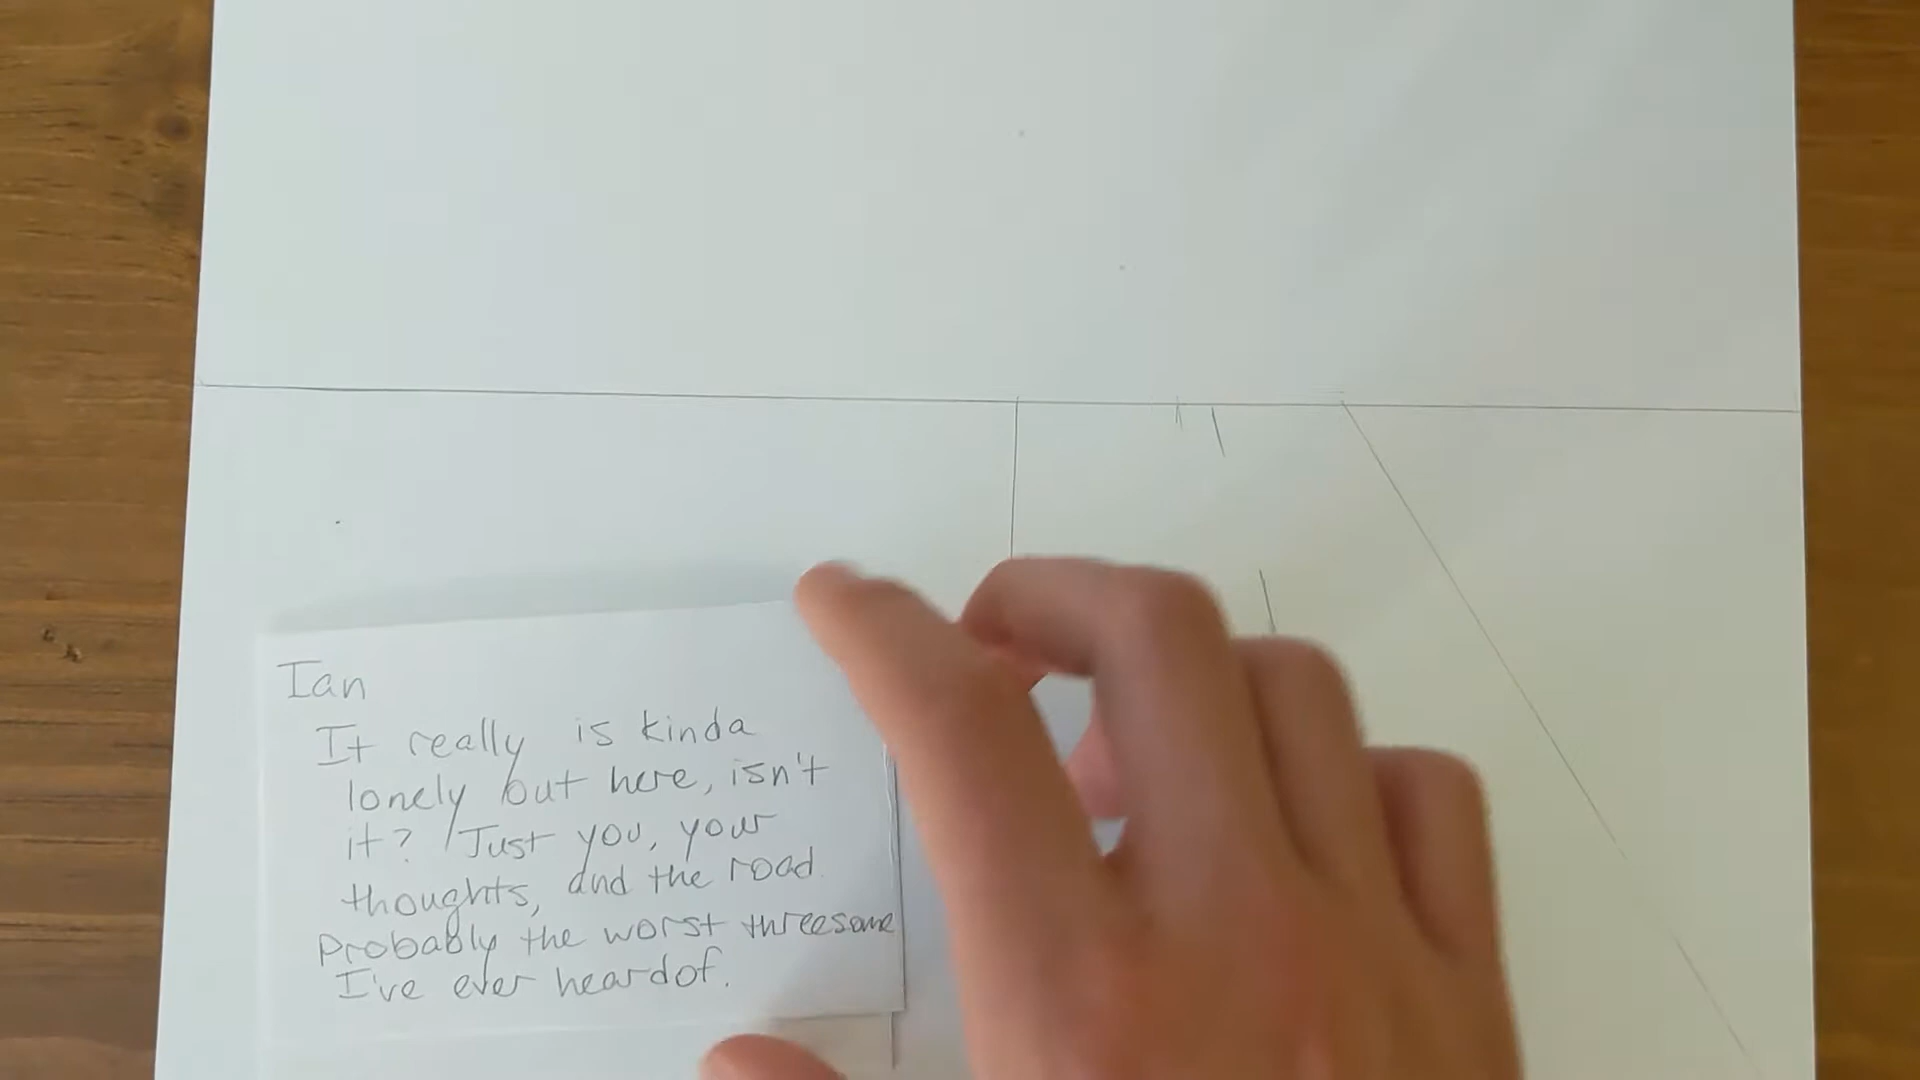 Ian
It really is kinda
lonely out here, isn't
it? Just you, your
thoughts, and the road.
Probably the worst threesome
I've ever heard of.